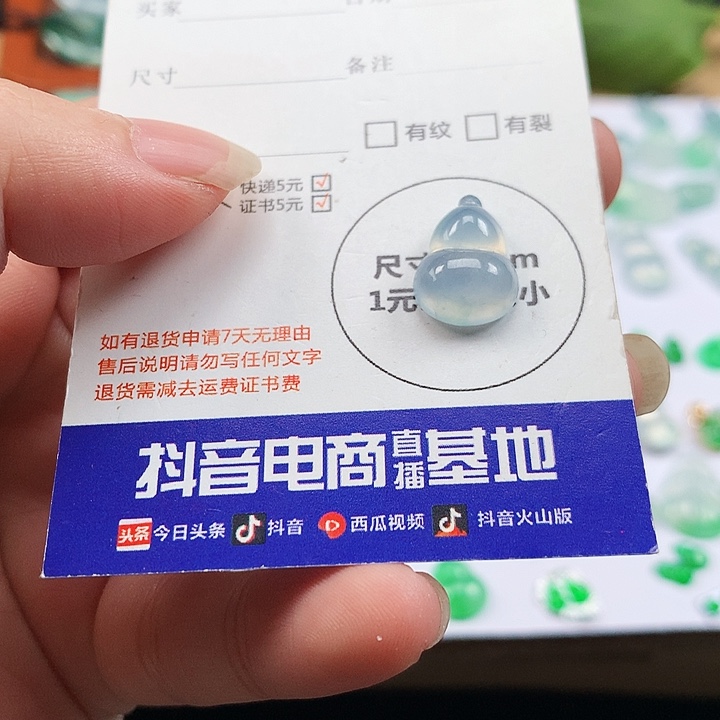 买家
尺寸 备注
有纹 有裂
快递5元
证书5元
尺寸 m
1元 小
如有退货申请7天无理由
售后说明请勿写任何文字
退货需减去运费证书费
抖音电商直播基地
头条 今日头条 抖音 西瓜视频 抖音火山版